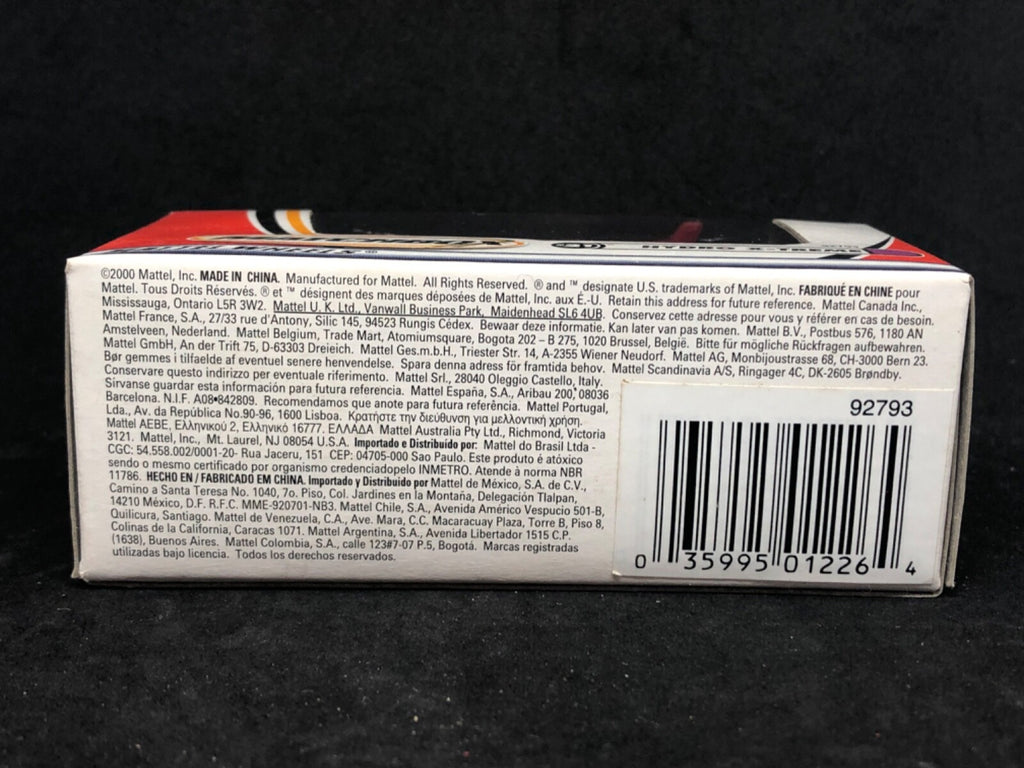 ©2000 Mattel, Inc. MADE IN CHINA. Manufactured for Mattel. All Rights Reserved. ® and ™ designate U.S. trademarks of Mattel, Inc. FABRIQUÉ EN CHINE pour
Mattel. Tous Droits Réservés. ® et ™ désignent des marques déposées de Mattel, Inc. aux É.-U. Retain this address for future reference. Mattel Canada Inc.,
Mississauga, Ontario L5R 3W2. Mattel U. K. Ltd., Vanwall Business Park, Maidenhead SL6 4UB. Conservez cette adresse pour vous y référer en cas de besoin.
Mattel France, S.A., 27/33 rue d'Antony, Silic 145, 94523 Rungis Cédex. Bewaar deze informatie. Kan later van pas komen. Mattel B.V., Postbus 576, 1180 AN
Amstelveen, Nederland. Mattel Belgium, Trade Mart, Atomiumsquare, Bogota 202 - B 275, 1020 Brussel, België. Bitte für mögliche Rückfragen aufbewahren.
Mattel GmbH, An der Trift 75, D-63303 Dreieich. Mattel Ges.m.b.H., Triester Str. 14, A-2355 Wiener Neudorf. Mattel AG, Monbijoustrasse 68, CH-3000 Bern 23.
Bør gemmes i tilfælde af eventuel senere henvendelse. Spara denna adress för framtida behov. Mattel Scandinavia A/S, Ringager 4C, DK-2605 Brøndby.
Conservare questo indirizzo per eventuale riferimento. Mattel Srl., 28040 Oleggio Castello, Italy.
Sirvanse guardar esta información para futura referencia. Mattel España, S.A., Aribau 200, 08036
Barcelona. N.I.F. A08•842809. Recomendamos que anote para futura referência. Mattel Portugal,
Lda., Av. da República No.90-96, 1600 Lisboa. Κρατήστε την διεύθυνση για μελλοντική χρήση.
Mattel AEBE, Ελληνικού 2, Ελληνικό 16777. ΕΛΛΑΔΑ Mattel Australia Pty Ltd., Richmond, Victoria
3121. Mattel, Inc., Mt. Laurel, NJ 08054 U.S.A. Importado e Distribuído por: Mattel do Brasil Ltda -
CGC: 54.558.002/0001-20- Rua Jaceru, 151 CEP: 04705-000 Sao Paulo. Este produto é atóxico
sendo o mesmo certificado por organismo credenciadopelo INMETRO. Atende à norma NBR
11786. HECHO EN / FABRICADO EM CHINA. Importado y Distribuido por Mattel de México, S.A. de C.V.,
Camino a Santa Teresa No. 1040, 7o. Piso, Col. Jardines en la Montaña, Delegación Tlalpan,
14210 México, D.F. R.F.C. MME-920701-NB3. Mattel Chile, S.A., Avenida Américo Vespucio 501-B,
Quilicura, Santiago. Mattel de Venezuela, C.A., Ave. Mara, C.C. Macaracuay Plaza, Torre B, Piso 8,
Colinas de la California, Caracas 1071. Mattel Argentina, S.A., Avenida Libertador 1515 C.P.
(1638), Buenos Aires. Mattel Colombia, S.A., calle 123#7-07 P.5, Bogotá. Marcas registradas
utilizadas bajo licencia. Todos los derechos reservados.
92793
0 35995 01226 4